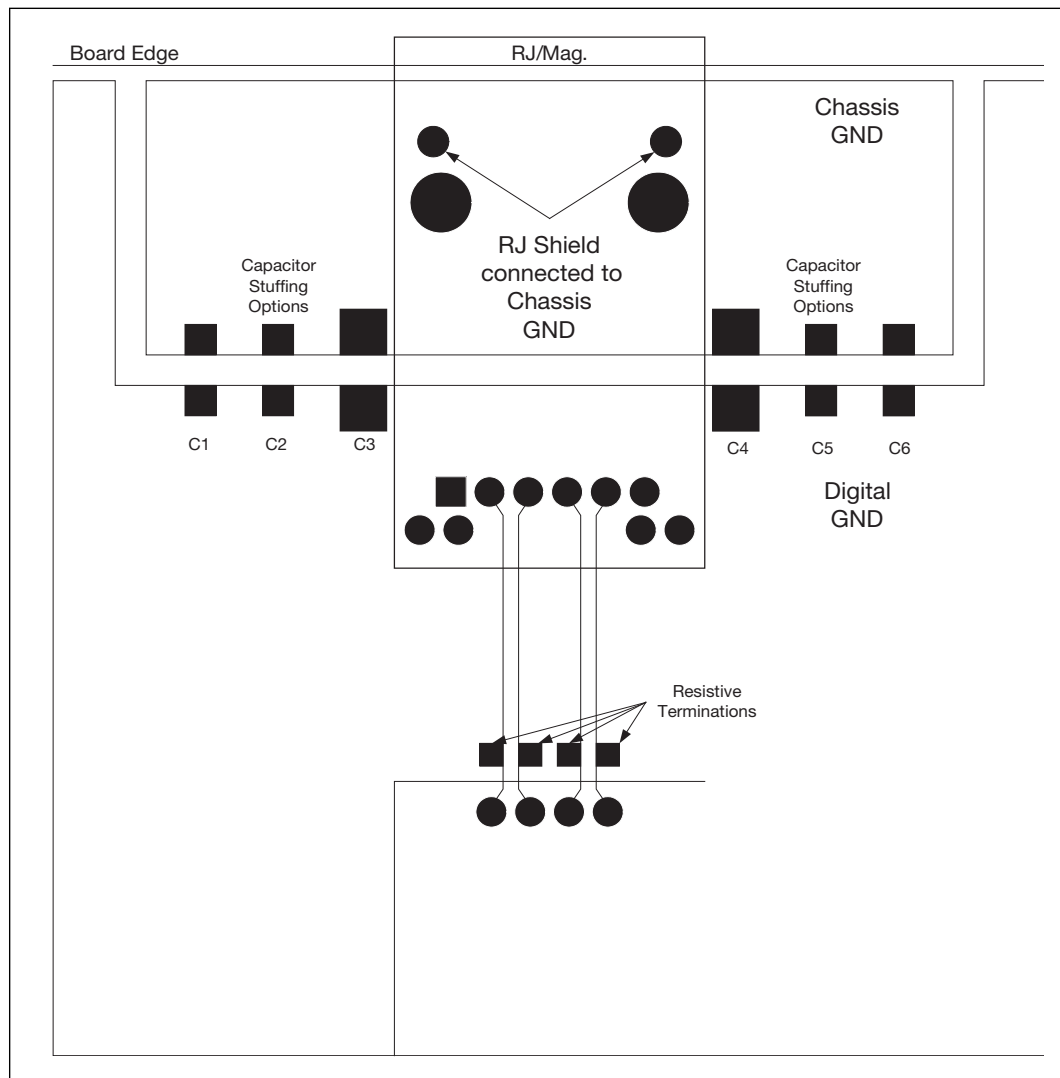 Board Edge
RJ/Mag.
Chassis
GND
RJ Shield
connected to
Chassis
GND
Capacitor
Stuffing
Options
Capacitor
Stuffing
Options
C1
C2
C3
C4
C5
C6
Digital
GND
Resistive
Terminations